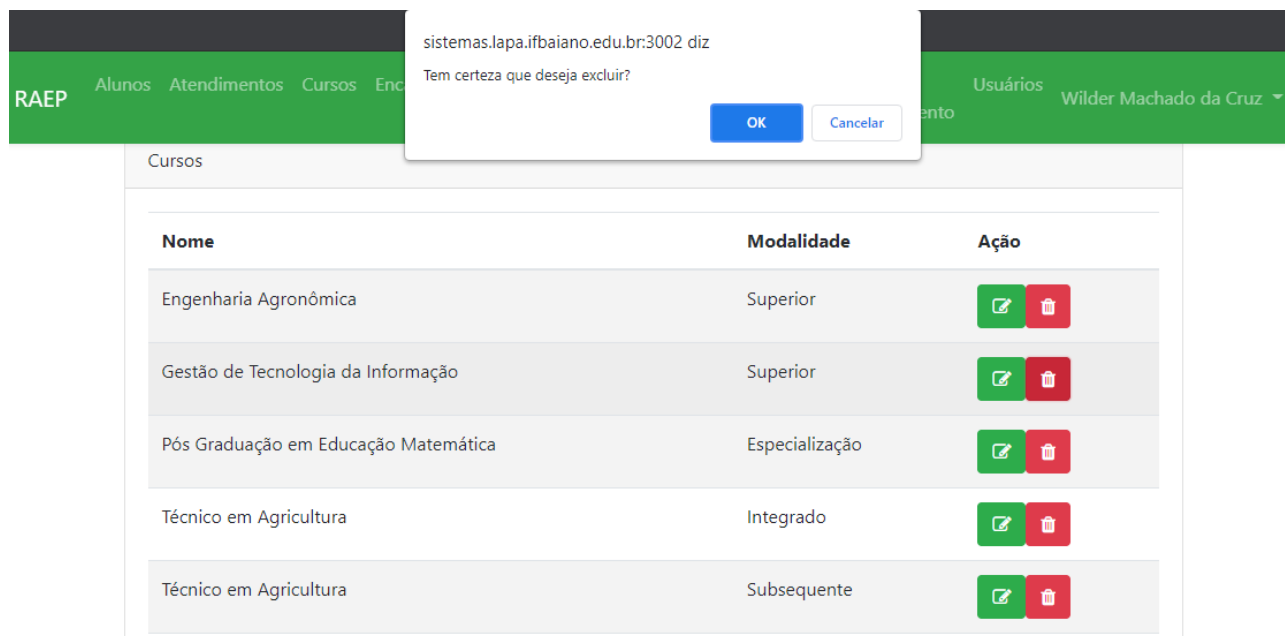 sistemas.lapa.ifbaiano.edu.br:3002 diz
Tem certeza que deseja excluir?
OK Cancelar
RAEP Alunos Atendimentos Cursos Usuários Wilder Machado da Cruz
Cursos
Nome Modalidade Ação
Engenharia Agronômica Superior
Gestão de Tecnologia da Informação Superior
Pós Graduação em Educação Matemática Especialização
Técnico em Agricultura Integrado
Técnico em Agricultura Subsequente